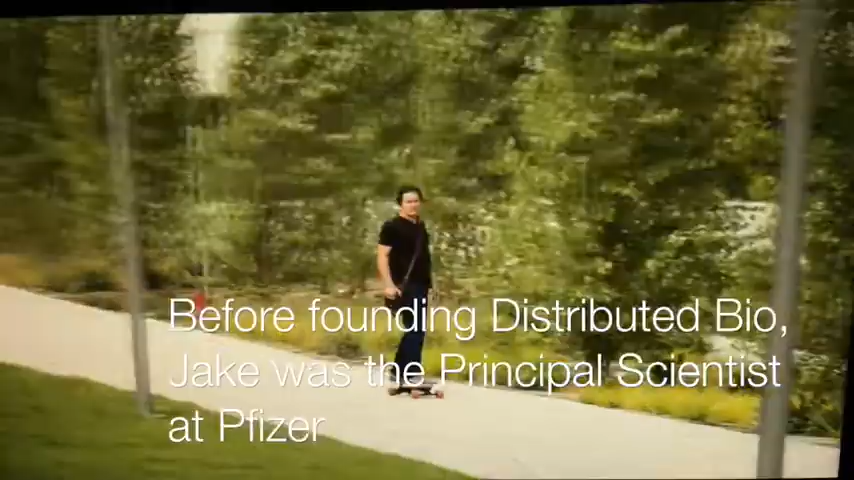 Before founding Distributed Bio,
Jake was the Principal Scientist
at Pfizer